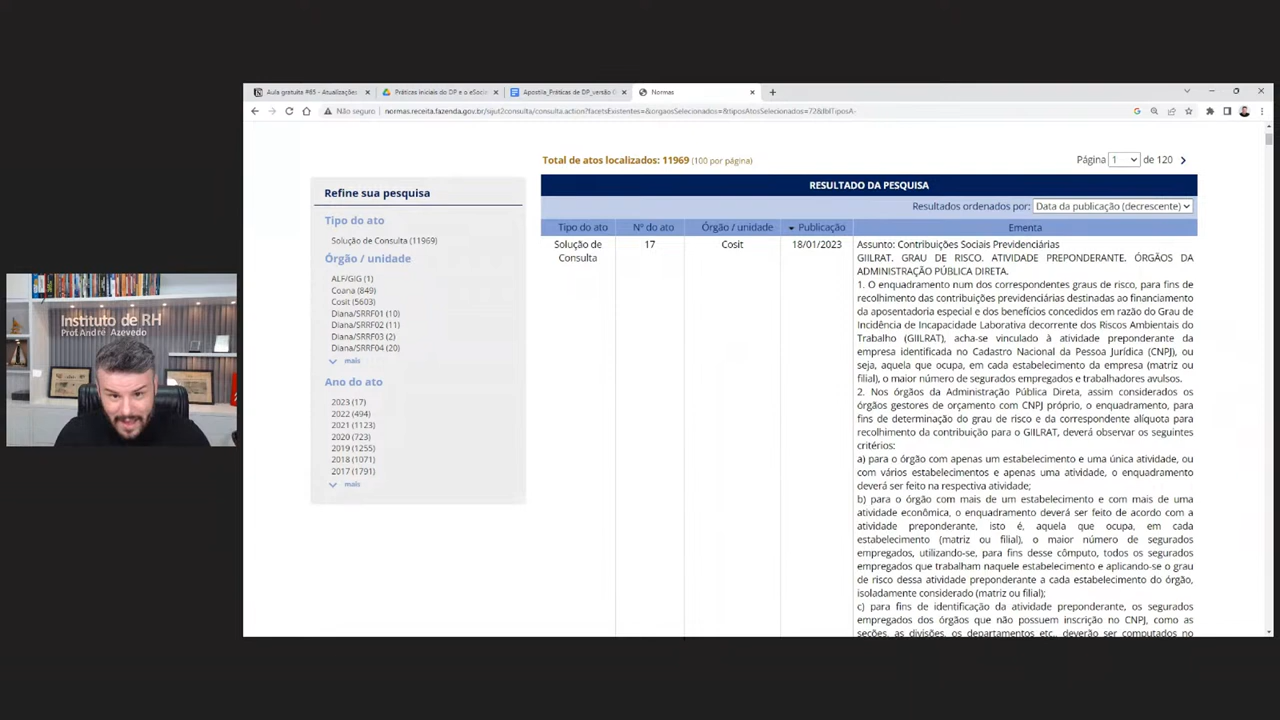 Instituto de RH
Prof. André Azevedo
Aula gratuita #65 - Atualizações
Práticas iniciais do DP e o eSoci
Apostila_Práticas de DP_versão
Normas
Não seguro
normas.receita.fazenda.gov.br/sijut2consulta/consulta.action?facetsExistentes=&orgaosSelecionados=&tiposAtosSelecionados=72&dblTiposA-
Total de atos localizados: 11969 (100 por página)
Página 1 de 120
Refine sua pesquisa
Tipo do ato
Solução de Consulta (11969)
Órgão / unidade
ALF/GIG (1)
Coana (849)
Cosit (5603)
Diana/SRRF01 (10)
Diana/SRRF02 (11)
Diana/SRRF03 (2)
Diana/SRRF04 (20)
mais
Ano do ato
2023 (17)
2022 (494)
2021 (1123)
2020 (723)
2019 (1255)
2018 (1071)
2017 (1791)
mais
RESULTADO DA PESQUISA
Resultados ordenados por: Data da publicação (decrescente)
Tipo do ato Nº do ato Órgão / unidade Publicação Ementa
Solução de Consulta 17 Cosit 18/01/2023
Assunto: Contribuições Sociais Previdenciárias
GIILRAT. GRAU DE RISCO. ATIVIDADE PREPONDERANTE. ÓRGÃOS DA
ADMINISTRAÇÃO PÚBLICA DIRETA.
1. O enquadramento num dos correspondentes graus de risco, para fins de
recolhimento das contribuições previdenciárias destinadas ao financiamento
da aposentadoria especial e dos benefícios concedidos em razão do Grau de
Incidência de Incapacidade Laborativa decorrente dos Riscos Ambientais do
Trabalho (GIILRAT), acha-se vinculado à atividade preponderante da
empresa identificada no Cadastro Nacional da Pessoa Jurídica (CNPJ), ou
seja, aquela que ocupa, em cada estabelecimento da empresa (matriz ou
filial), o maior número de segurados empregados e trabalhadores avulsos.
2. Nos órgãos da Administração Pública Direta, assim considerados os
órgãos gestores de orçamento com CNPJ próprio, o enquadramento, para
fins de determinação do grau de risco e da correspondente alíquota para
recolhimento da contribuição para o GIILRAT, deverá observar os seguintes
critérios:
a) para o órgão com apenas um estabelecimento e uma única atividade, ou
com vários estabelecimentos e apenas uma atividade, o enquadramento
deverá ser feito na respectiva atividade;
b) para o órgão com mais de um estabelecimento e com mais de uma
atividade econômica, o enquadramento deverá ser feito de acordo com a
atividade preponderante, isto é, aquela que ocupa, em cada
estabelecimento (matriz ou filial), o maior número de segurados
empregados, utilizando-se, para fins desse cômputo, todos os segurados
empregados que trabalham naquele estabelecimento e aplicando-se o grau
de risco dessa atividade preponderante a cada estabelecimento do órgão,
isoladamente considerado (matriz ou filial);
c) para fins de identificação da atividade preponderante, os segurados
empregados dos órgãos que não possuem inscrição no CNPJ, como as
seções, as divisões, os departamentos etc., deverão ser computados no